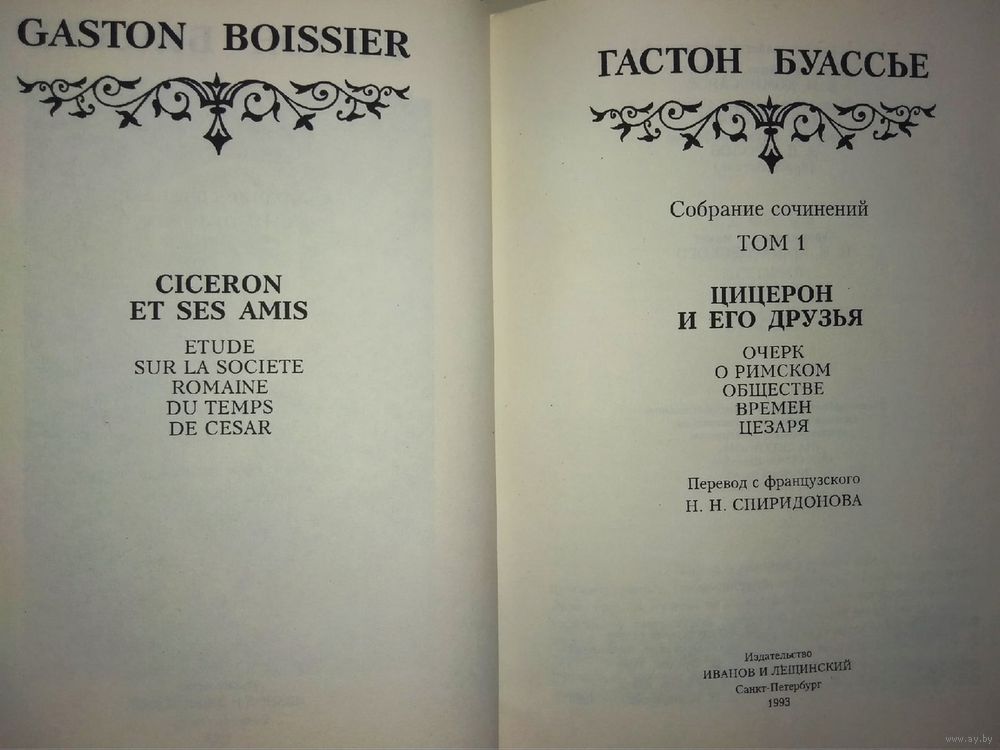 GASTON BOISSIER
CICERON
ET SES AMIS
ETUDE
SUR LA SOCIETE
ROMAINE
DU TEMPS
DE CESAR
ГАСТОН БУАССЬЕ
Собрание сочинений
ТОМ 1
ЦИЦЕРОН
И ЕГО ДРУЗЬЯ
ОЧЕРК
О РИМСКОМ
ОБЩЕСТВЕ
ВРЕМЕН
ЦЕЗАРЯ
Перевод с французского
Н. Н. СПИРИДОНОВА
Издательство
ИВАНОВ И ЛЕЩИНСКИЙ
Санкт-Петербург
1993
www.ay.by